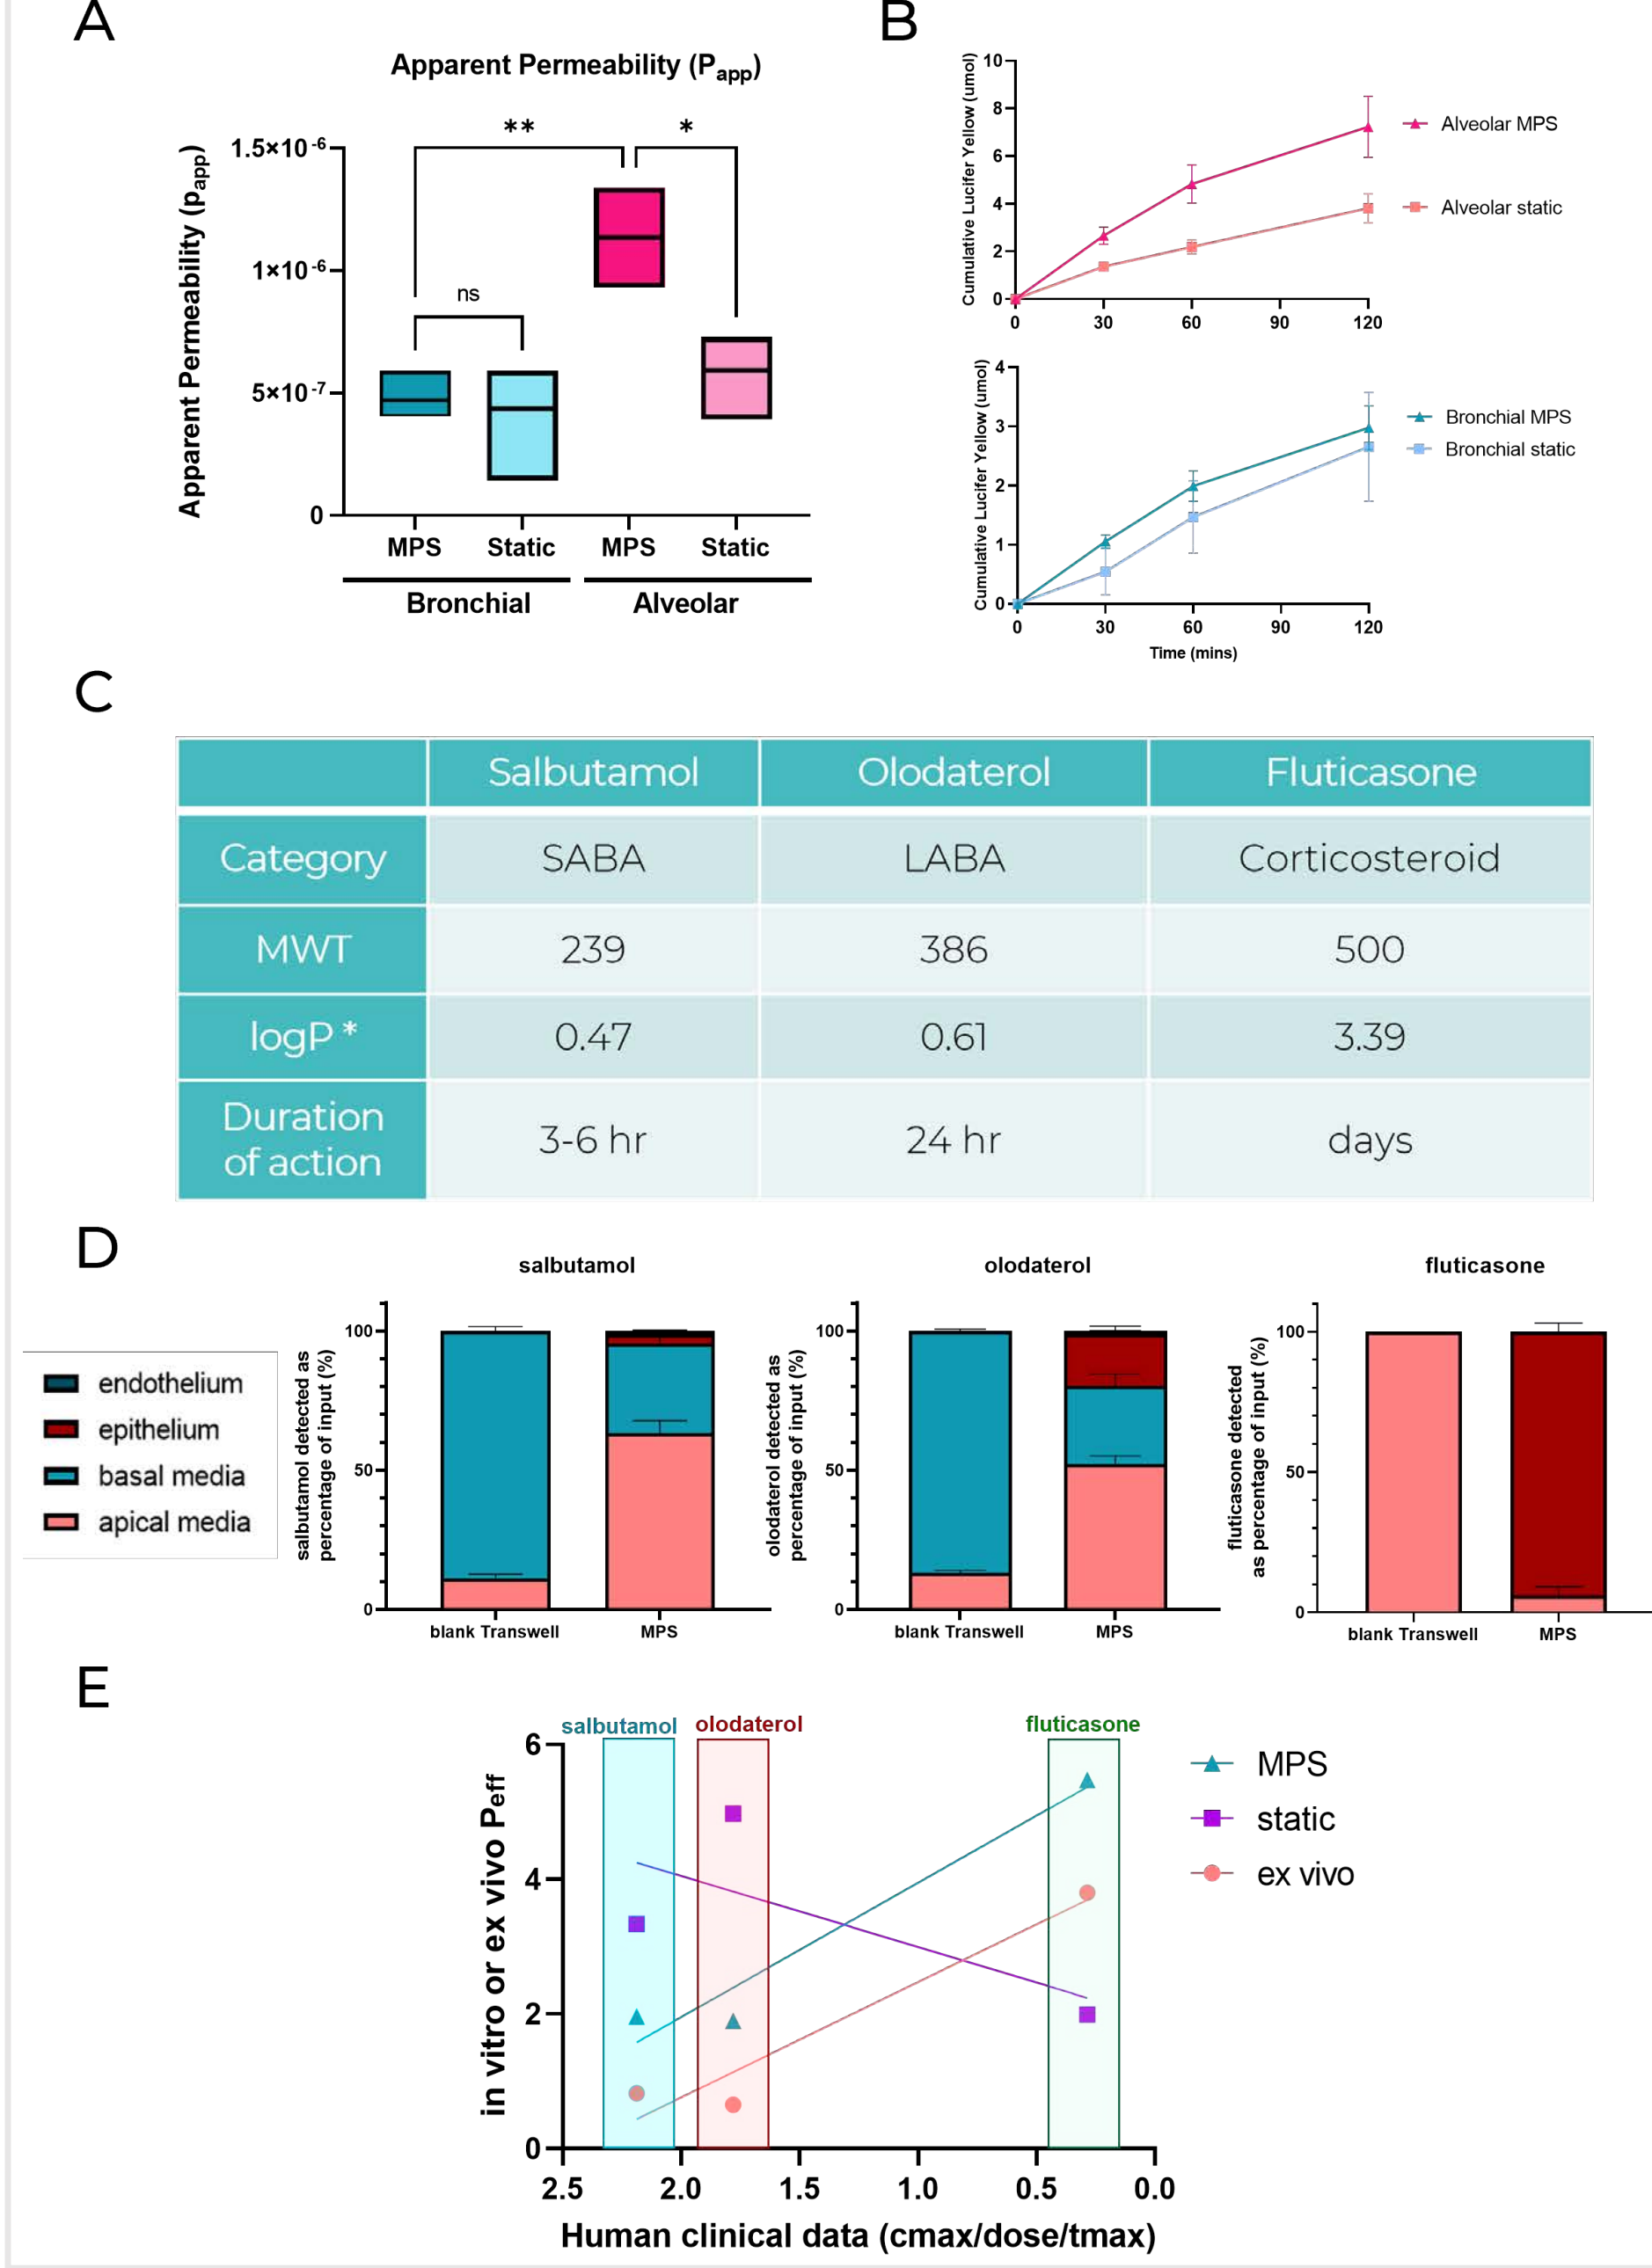 A
Apparent Permeability (Papp)
Apparent Permeability (papp)
**
*
ns
1.5×10-6
1×10-6
5×10-7
0
MPS
Static
MPS
Static
Bronchial
Alveolar
B
Cumulative Lucifer Yellow (umol)
10
8
6
4
2
0
0
30
60
90
120
Alveolar MPS
Alveolar static
Cumulative Lucifer Yellow (umol)
4
3
2
1
0
0
30
60
90
120
Time (mins)
Bronchial MPS
Bronchial static
C
Salbutamol
Olodaterol
Fluticasone
Category
SABA
LABA
Corticosteroid
MWT
239
386
500
logP *
0.47
0.61
3.39
Duration
of action
3-6 hr
24 hr
days
D
endothelium
epithelium
basal media
apical media
salbutamol
salbutamol detected as
percentage of input (%)
100
50
0
blank Transwell
MPS
olodaterol
olodaterol detected as
percentage of input (%)
100
50
0
blank Transwell
MPS
fluticasone
fluticasone detected
as percentage of input (%)
100
50
0
blank Transwell
MPS
E
salbutamol
olodaterol
fluticasone
in vitro or ex vivo Peff
6
4
2
0
2.5
2.0
1.5
1.0
0.5
0.0
Human clinical data (cmax/dose/tmax)
MPS
static
ex vivo